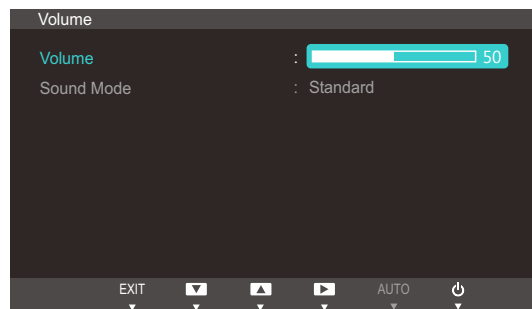 Volume
Volume : 50
Sound Mode : Standard
EXIT AUTO